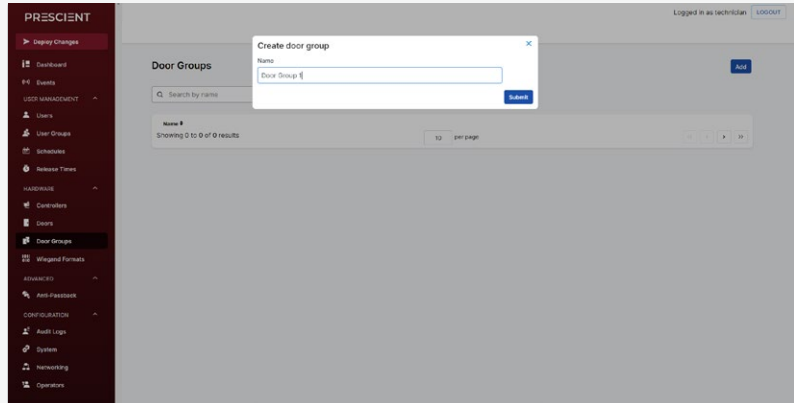 PRESCIENT
Logged in as technician LOGOUT
Deploy Changes
Dashboard
Events
USER MANAGEMENT
Users
User Groups
Schedules
Release Times
HARDWARE
Controllers
Doors
Door Groups
Wiegand Formats
ADVANCED
Anti-Passback
CONFIGURATION
Audit Logs
System
Networking
Operators
Door Groups
Add
Search by name
Name
Showing 0 to 0 of 0 results
10 per page
Create door group
Name
Door Group 1
Submit